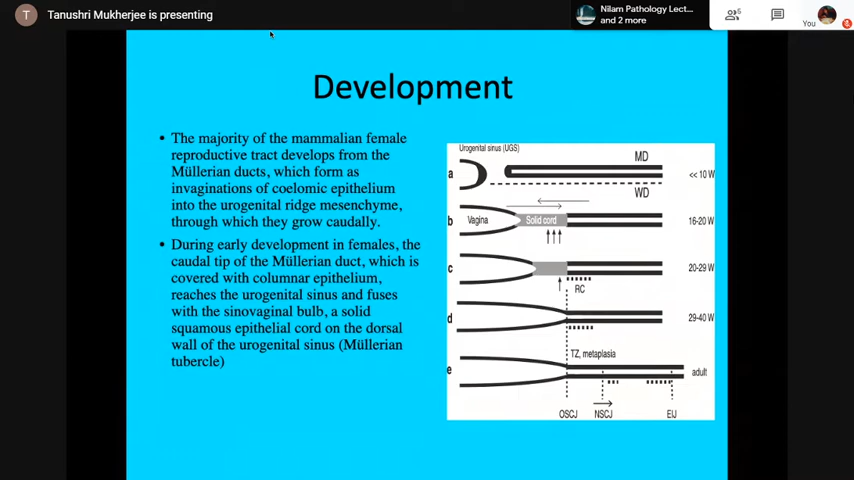 T
Tanushri Mukherjee is presenting
Nilam Pathology Lect...
and 2 more
6
You
Development
• The majority of the mammalian female
reproductive tract develops from the
Müllerian ducts, which form as
invaginations of coelomic epithelium
into the urogenital ridge mesenchyme,
through which they grow caudally.
• During early development in females, the
caudal tip of the Müllerian duct, which is
covered with columnar epithelium,
reaches the urogenital sinus and fuses
with the sinovaginal bulb, a solid
squamous epithelial cord on the dorsal
wall of the urogenital sinus (Müllerian
tubercle)
Urogenital sinus (UGS)
MD
a
<< 10 W
WD
b
Vagina
Solid cord
16-20 W
c
20-29 W
RC
d
29-40 W
TZ, metaplasia
e
adult
OSCJ
NSCJ
EIJ